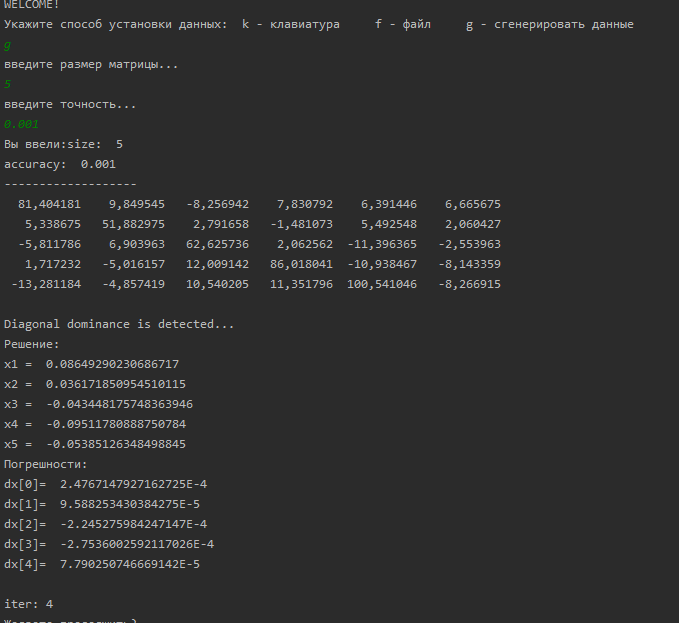 WELCOME!
Укажите способ установки данных: k - клавиатура f - файл g - сгенерировать данные
g
введите размер матрицы...
5
введите точность...
0.001
Вы ввели:size: 5
accuracy: 0.001
-------------------
81,404181 9,849545 -8,256942 7,830792 6,391446 6,665675
5,338675 51,882975 2,791658 -1,481073 5,492548 2,060427
-5,811786 6,903963 62,625736 2,062562 -11,396365 -2,553963
1,717232 -5,016157 12,009142 86,018041 -10,938467 -8,143359
-13,281184 -4,857419 10,540205 11,351796 100,541046 -8,266915
Diagonal dominance is detected...
Решение:
x1 = 0.08649290230686717
x2 = 0.036171850954510115
x3 = -0.043448175748363946
x4 = -0.09511780888750784
x5 = -0.05385126348498845
Погрешности:
dx[0]= 2.4767147927162725E-4
dx[1]= 9.588253430384275E-5
dx[2]= -2.245275984247147E-4
dx[3]= -2.7536002592117026E-4
dx[4]= 7.790250746669142E-5
iter: 4